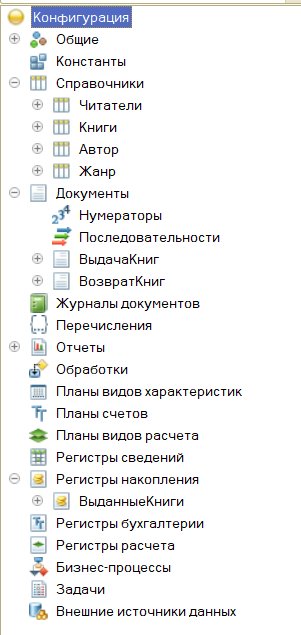 Конфигурация
Общие
Константы
Справочники
Читатели
Книги
Автор
Жанр
Документы
Нумераторы
Последовательности
ВыдачаКниг
ВозвратКниг
Журналы документов
Перечисления
Отчеты
Обработки
Планы видов характеристик
Планы счетов
Планы видов расчета
Регистры сведений
Регистры накопления
ВыданныеКниги
Регистры бухгалтерии
Регистры расчета
Бизнес-процессы
Задачи
Внешние источники данных